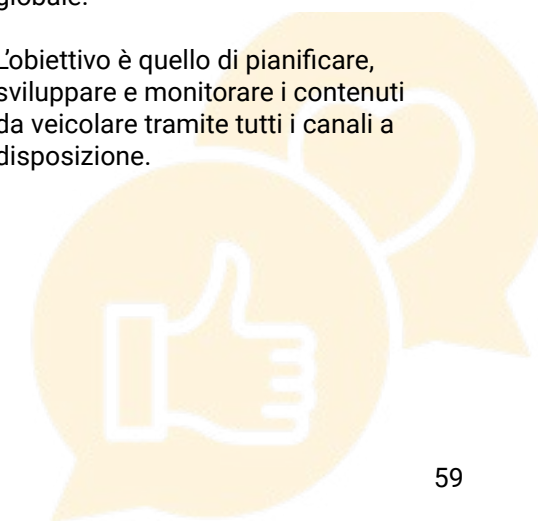 globale.
L'obiettivo è quello di pianificare,
sviluppare e monitorare i contenuti
da veicolare tramite tutti i canali a
disposizione.
59